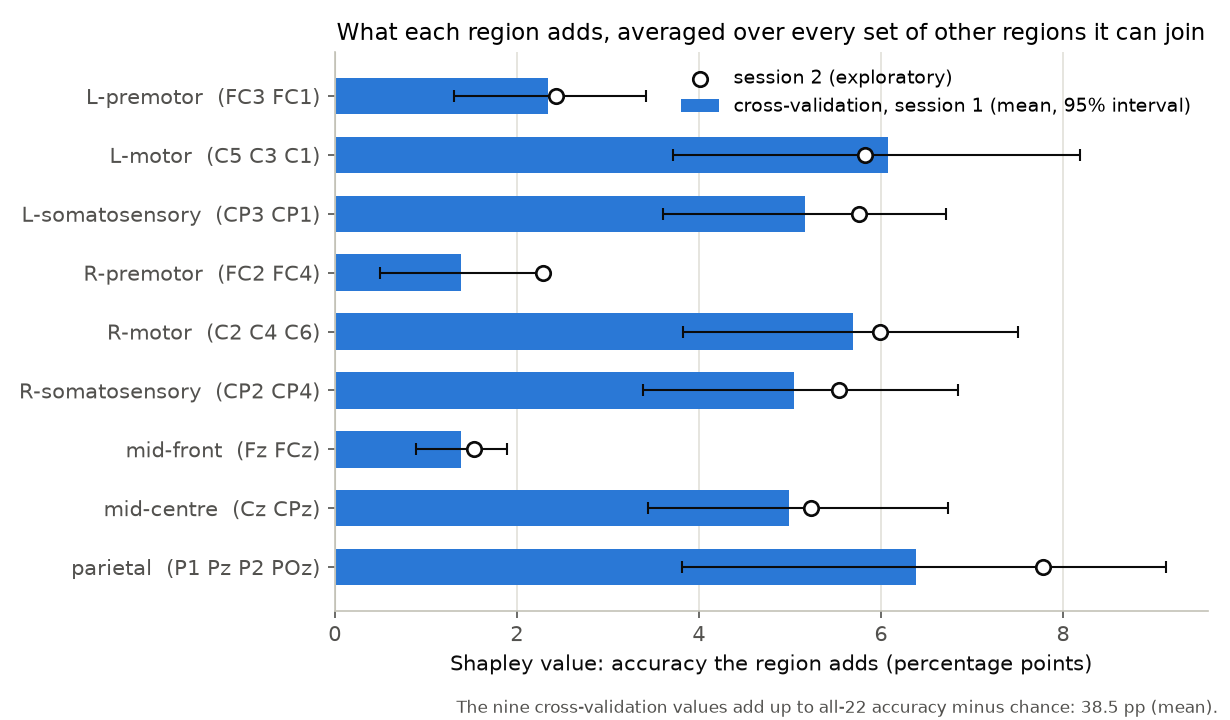 What each region adds, averaged over every set of other regions it can join
session 2 (exploratory)
cross-validation, session 1 (mean, 95% interval)
L-premotor (FC3 FC1)
L-motor (C5 C3 C1)
L-somatosensory (CP3 CP1)
R-premotor (FC2 FC4)
R-motor (C2 C4 C6)
R-somatosensory (CP2 CP4)
mid-front (Fz FCz)
mid-centre (Cz CPz)
parietal (P1 Pz P2 POz)
0 2 4 6 8
Shapley value: accuracy the region adds (percentage points)
The nine cross-validation values add up to all-22 accuracy minus chance: 38.5 pp (mean).